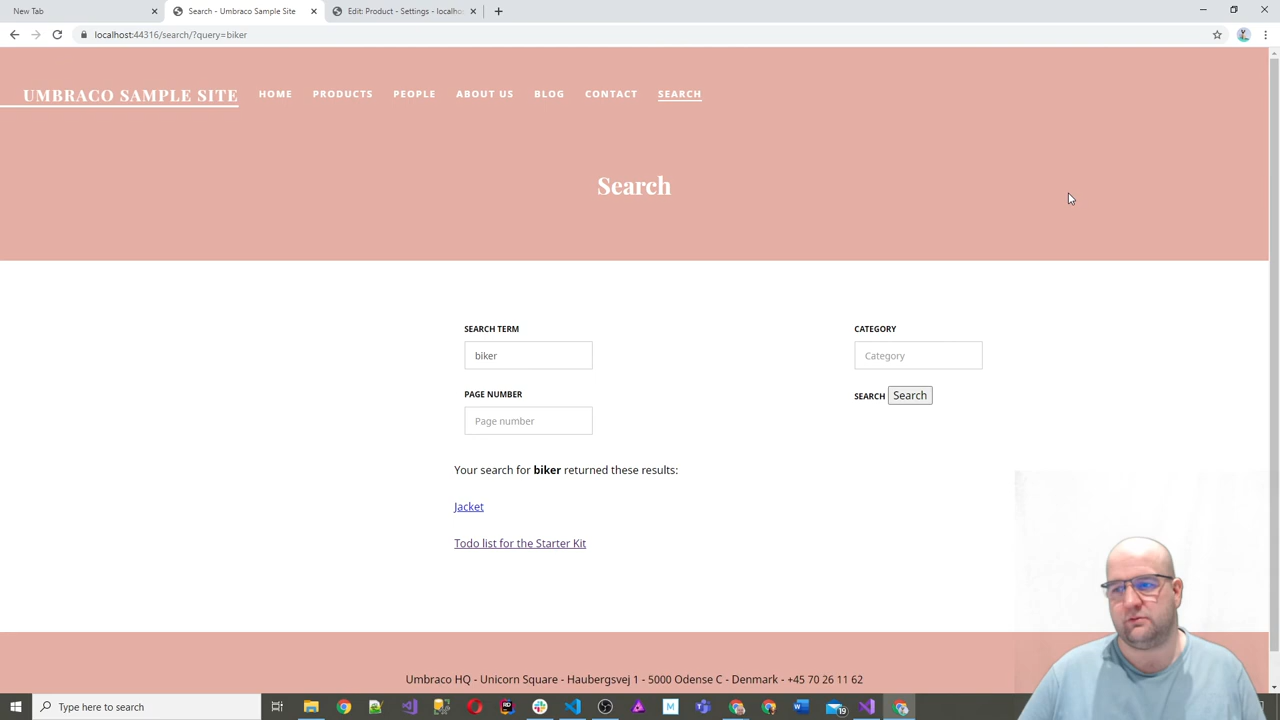 New Tab
Search - Umbraco Sample Site
Edit: Product - Settings - localho
localhost:44316/search/?query=biker
UMBRACO SAMPLE SITE
HOME
PRODUCTS
PEOPLE
ABOUT US
BLOG
CONTACT
SEARCH
Search
SEARCH TERM
CATEGORY
biker
Category
PAGE NUMBER
SEARCH Search
Page number
Your search for biker returned these results:
Jacket
Todo list for the Starter Kit
Umbraco HQ - Unicorn Square - Haubergsvej 1 - 5000 Odense C - Denmark - +45 70 26 11 62
Type here to search
RD
M
19